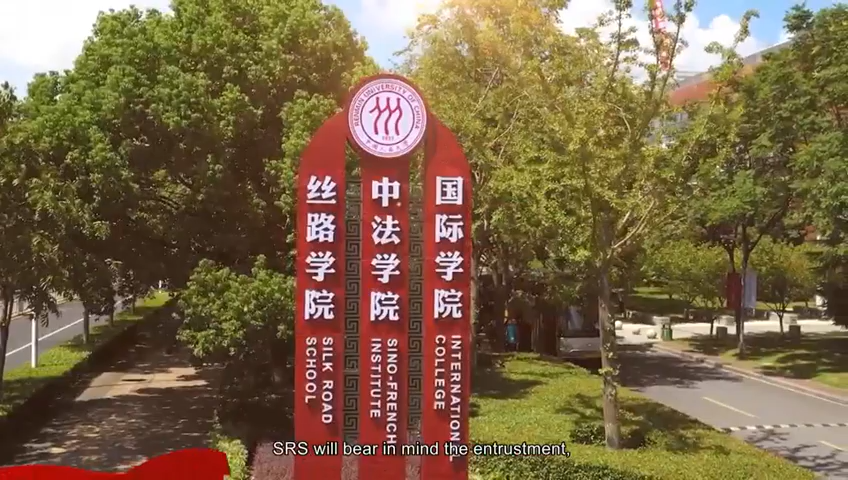 RENMIN UNIVERSITY OF CHINA
1937
丝路学院
中法学院
国际学院
SILK ROAD
SCHOOL
SINO-FRENCH
INSTITUTE
INTERNATIONAL
COLLEGE
SRS will bear in mind the entrustment,